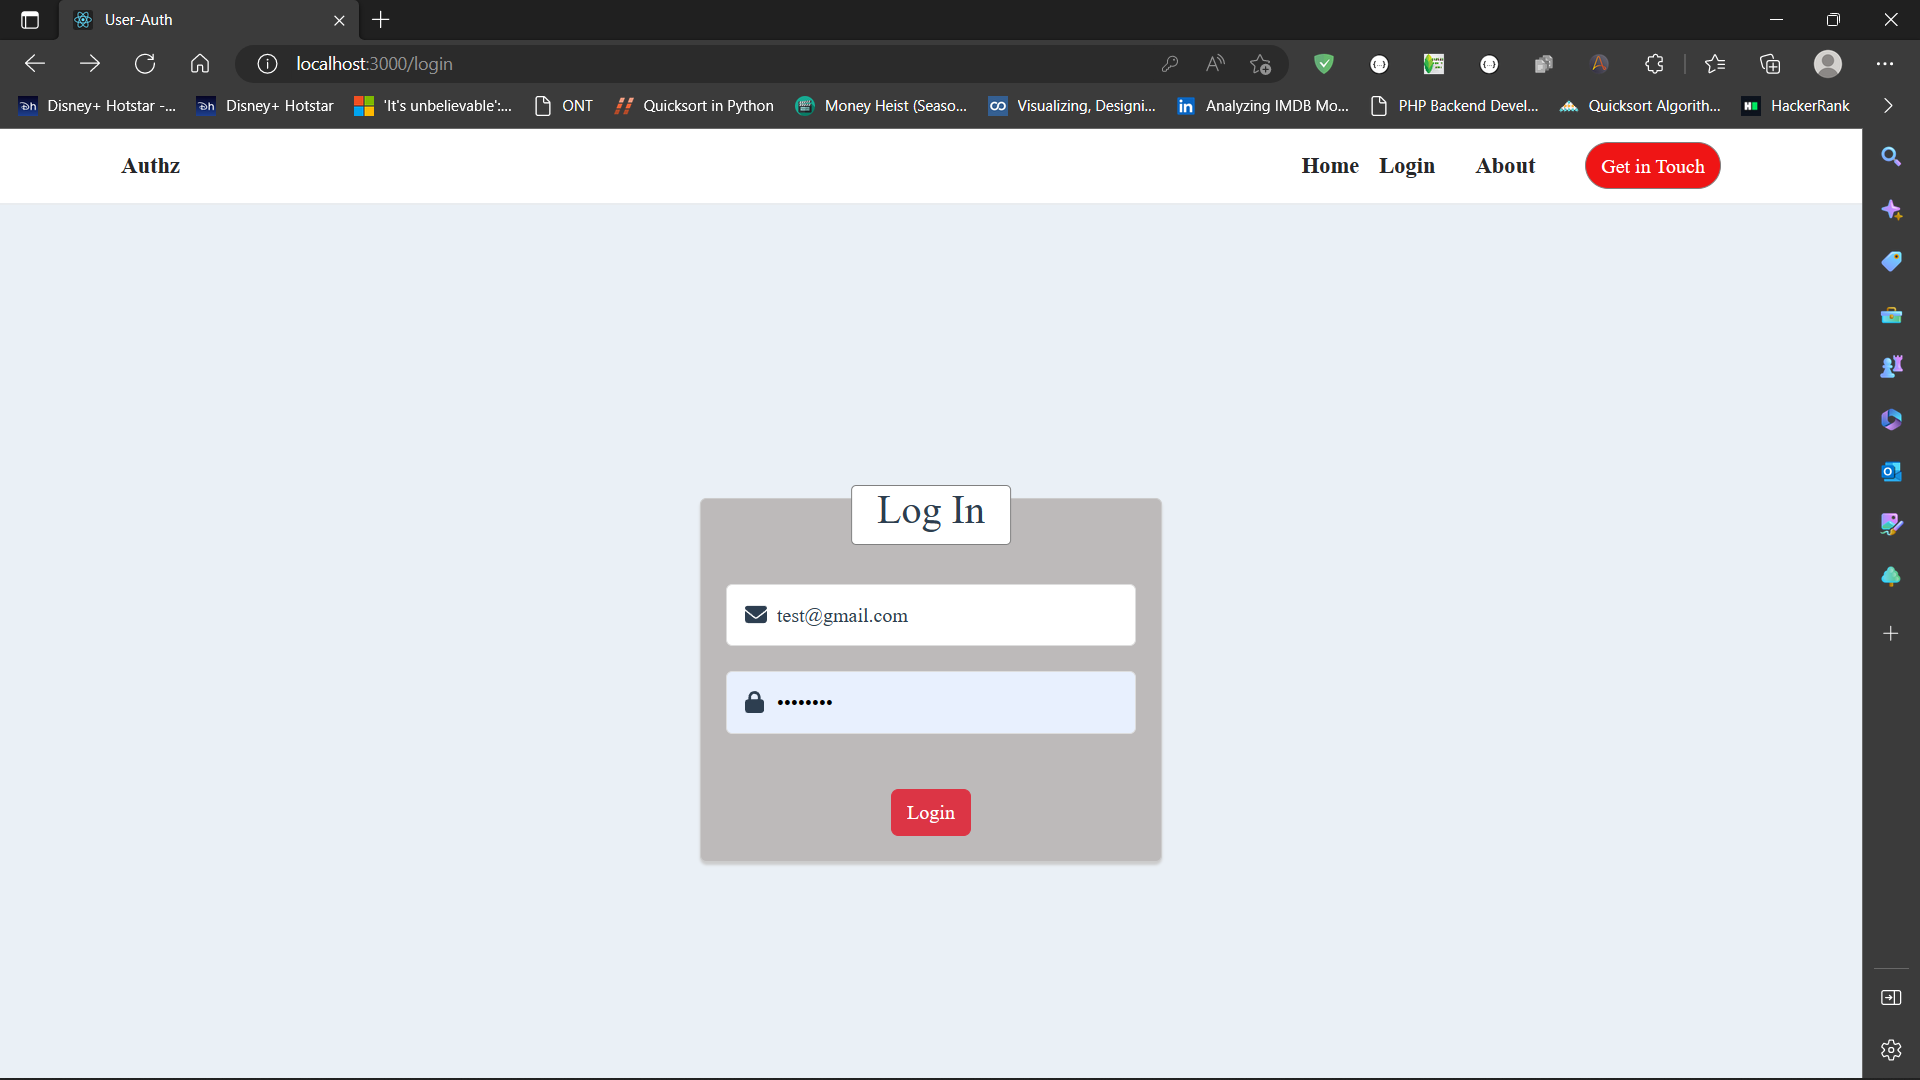 User-Auth
localhost:3000/login
Disney+ Hotstar -... Disney+ Hotstar 'It's unbelievable':... ONT Quicksort in Python Money Heist (Seaso... Visualizing, Designi... Analyzing IMDB Mo... PHP Backend Devel... Quicksort Algorith... HackerRank
Authz Home Login About Get in Touch
Log In
test@gmail.com
••••••••
Login